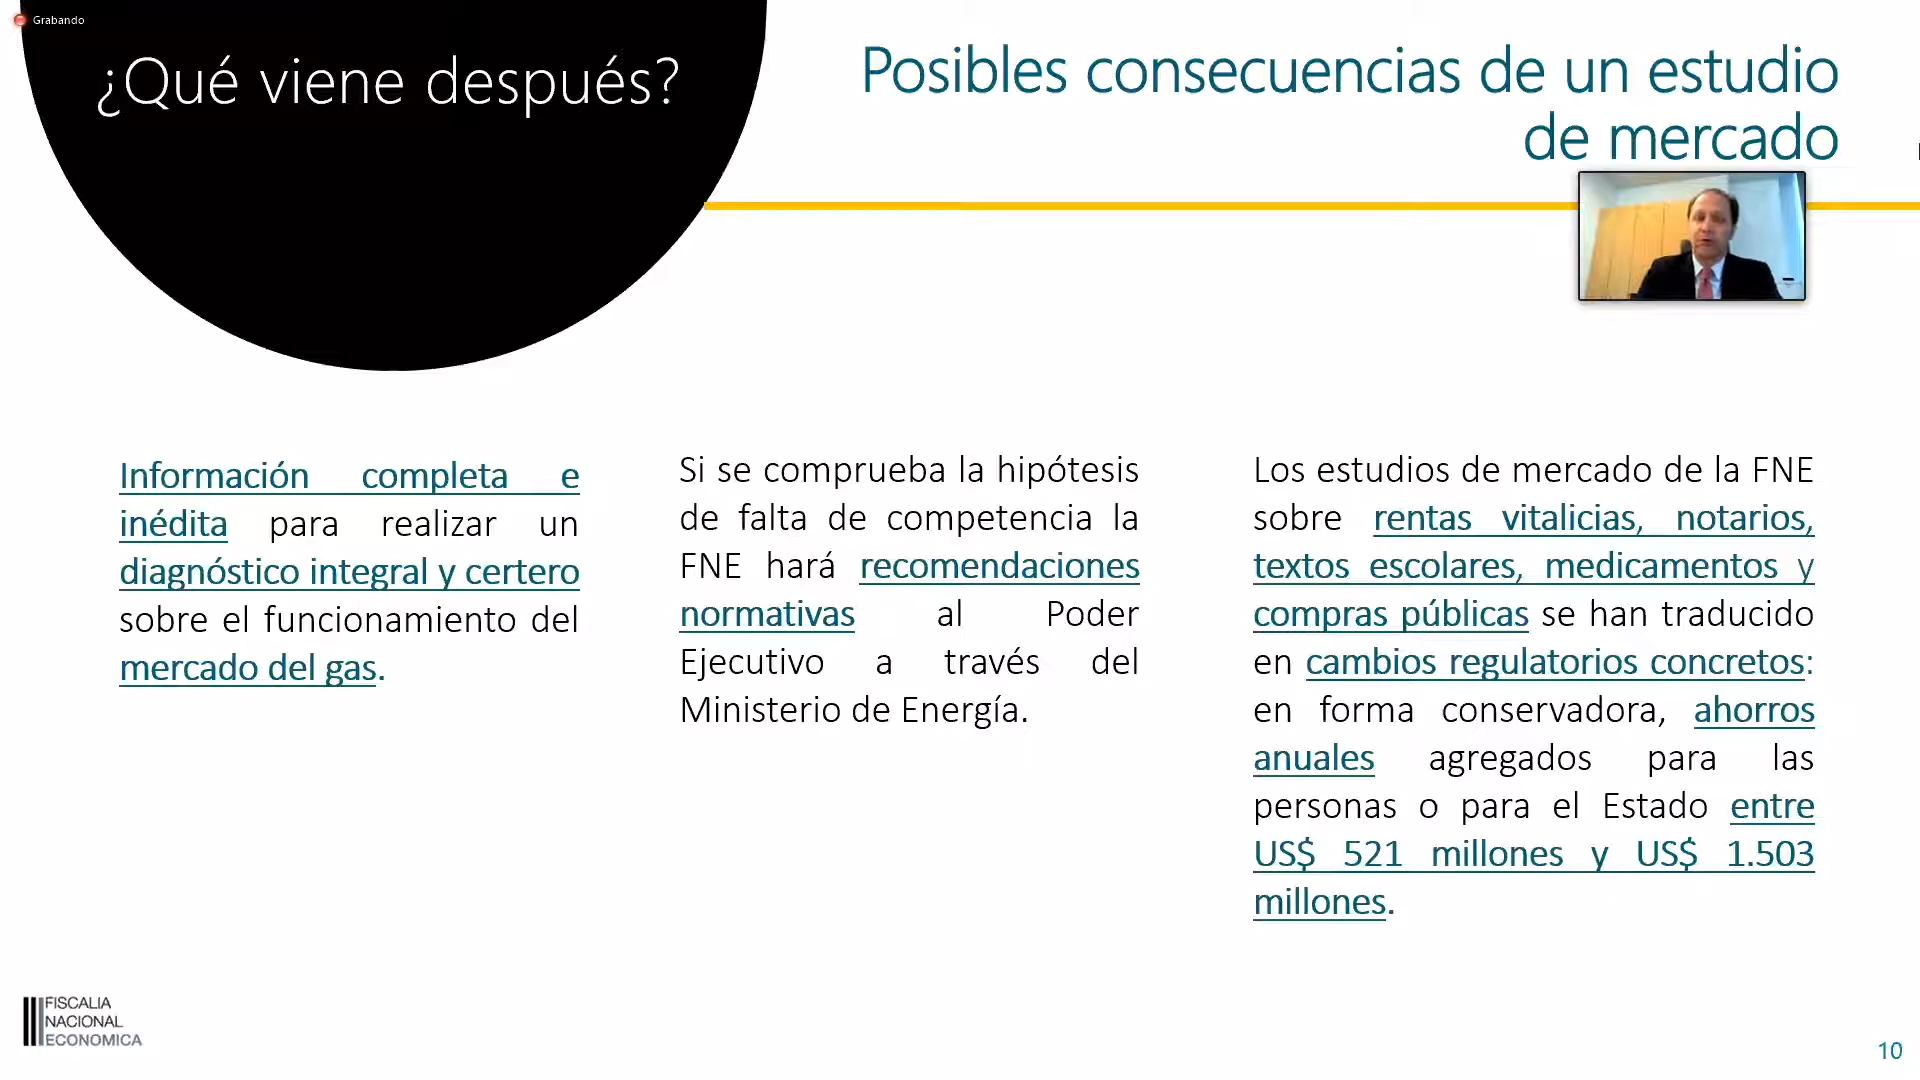 Grabando
¿Qué viene después?
Posibles consecuencias de un estudio
de mercado
Información completa e
inédita para realizar un
diagnóstico integral y certero
sobre el funcionamiento del
mercado del gas.
Si se comprueba la hipótesis
de falta de competencia la
FNE hará recomendaciones
normativas al Poder
Ejecutivo a través del
Ministerio de Energía.
Los estudios de mercado de la FNE
sobre rentas vitalicias, notarios,
textos escolares, medicamentos y
compras públicas se han traducido
en cambios regulatorios concretos:
en forma conservadora, ahorros
anuales agregados para las
personas o para el Estado entre
US$ 521 millones y US$ 1.503
millones.
FISCALIA
NACIONAL
ECONOMICA
10